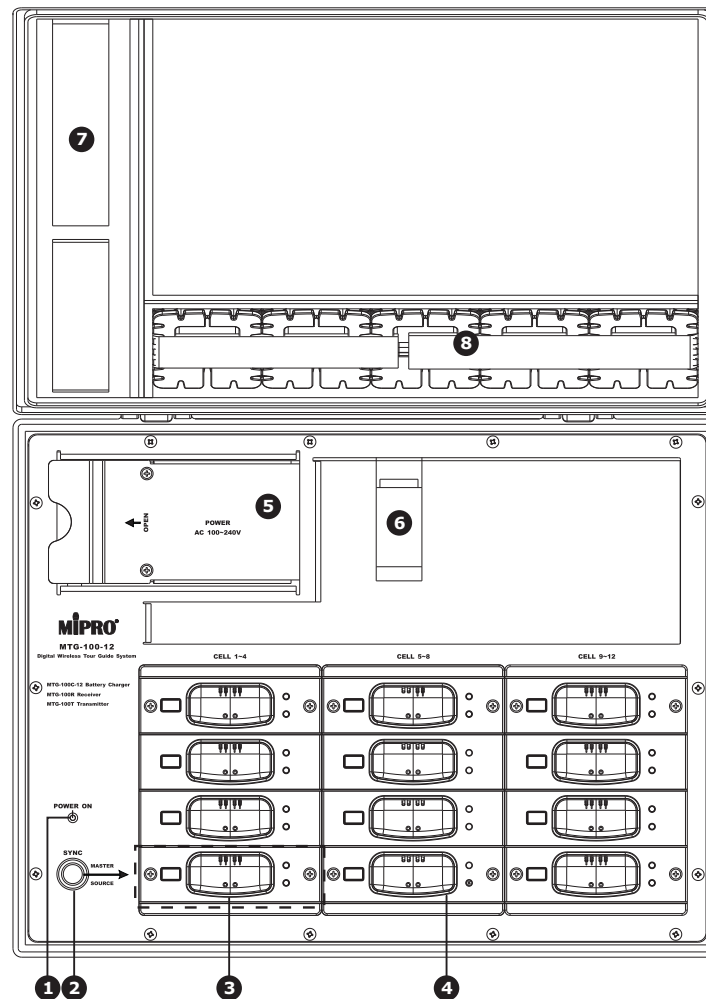 7
8
5
OPEN
POWER
AC 100~240V
6
MIPRO
MTG-100-12
Digital Wireless Tour Guide System
CELL 1~4
CELL 5~8
CELL 9~12
MTG-100C-12 Battery Charger
MTG-100R Receiver
MTG-100T Transmitter
POWER ON
SYNC
MASTER
SOURCE
1
2
3
4